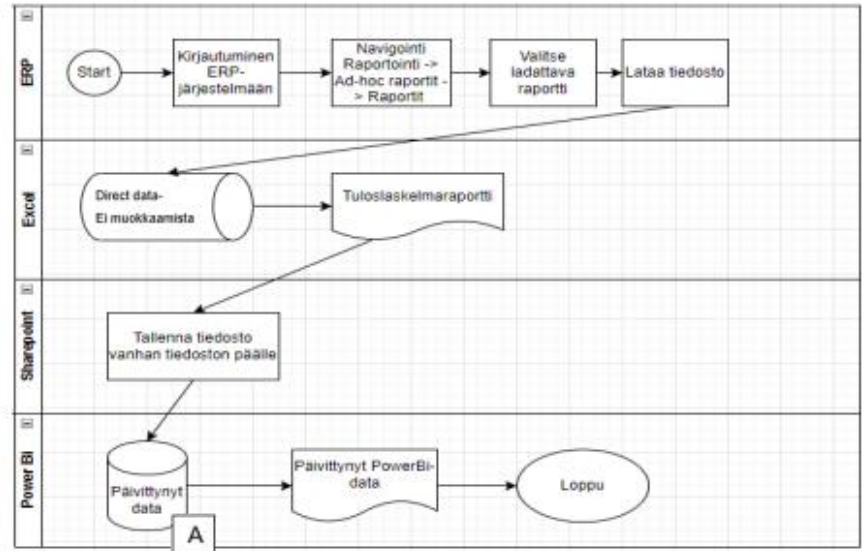 ERP
Start
Kirjautuminen
ERP-
järjestelmään
Navigointi
Raportointi ->
Ad-hoc raportit -
> Raportit
Valitse
ladattava
raportti
Lataa tiedosto
Excel
Direct data-
Ei muokkaamista
Tuloslaskelmaraportti
Sharepoint
Tallenna tiedosto
vanhan tiedoston päälle
Power Bi
Päivittynyt
data
A
Päivittynyt PowerBi-
data
Loppu